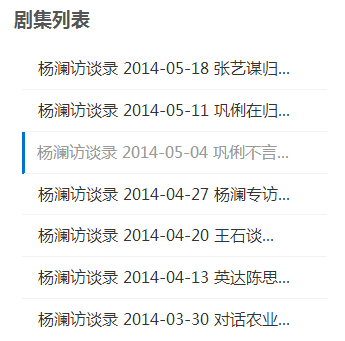 剧集列表
杨澜访谈录 2014-05-18 张艺谋归...
杨澜访谈录 2014-05-11 巩俐在归...
杨澜访谈录 2014-05-04 巩俐不言...
杨澜访谈录 2014-04-27 杨澜专访...
杨澜访谈录 2014-04-20 王石谈...
杨澜访谈录 2014-04-13 英达陈思...
杨澜访谈录 2014-03-30 对话农业...